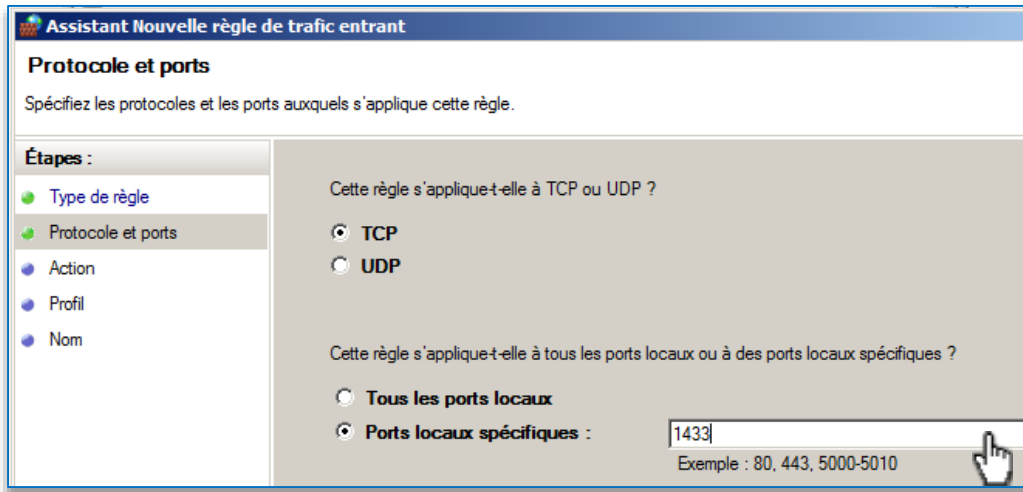 Assistant Nouvelle règle de trafic entrant
Protocole et ports
Spécifiez les protocoles et les ports auxquels s'applique cette règle.
Étapes :
Type de règle
Protocole et ports
Action
Profil
Nom
Cette règle s'applique-t-elle à TCP ou UDP ?
TCP
UDP
Cette règle s'applique-t-elle à tous les ports locaux ou à des ports locaux spécifiques ?
Tous les ports locaux
Ports locaux spécifiques :
1433
Exemple : 80, 443, 5000-5010